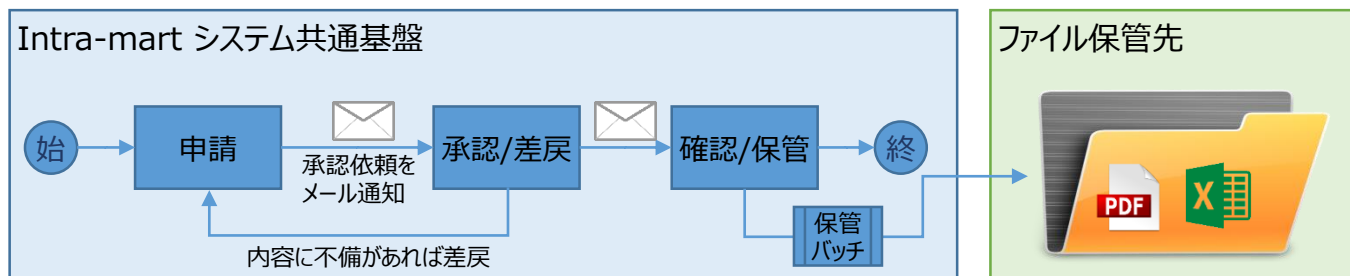 Intra-mart システム共通基盤
ファイル保管先
始
申請
承認依頼を
メール通知
承認/差戻
確認/保管
終
保管
バッチ
内容に不備があれば差戻
PDF
X